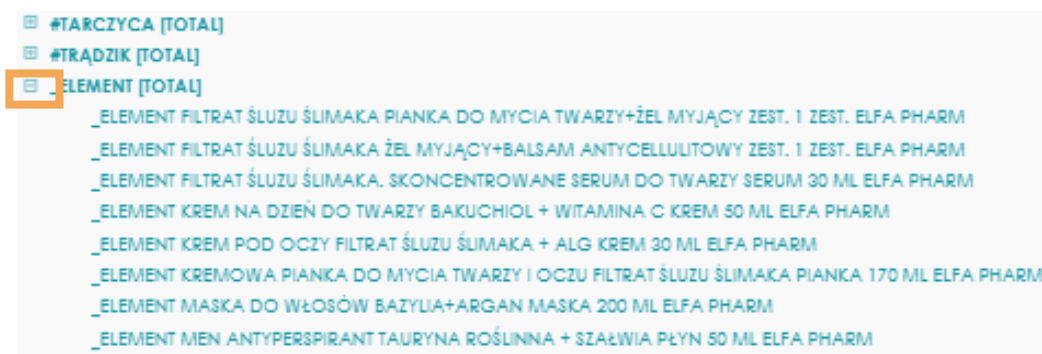 #TARCZYCA [TOTAL]
#TRĄDZIK [TOTAL]
_ELEMENT [TOTAL]
_ELEMENT FILTRAT ŚLUZU ŚLIMAKA PIANKA DO MYCIA TWARZY+ŻEL MYJĄCY ZEST. 1 ZEST. ELFA PHARM
_ELEMENT FILTRAT ŚLUZU ŚLIMAKA ŻEL MYJĄCY+BALSAM ANTYCELLULITOWY ZEST. 1 ZEST. ELFA PHARM
_ELEMENT FILTRAT ŚLUZU ŚLIMAKA. SKONCENTROWANE SERUM DO TWARZY SERUM 30 ML ELFA PHARM
_ELEMENT KREM NA DZIEŃ DO TWARZY BAKUCHIOL + WITAMINA C KREM 50 ML ELFA PHARM
_ELEMENT KREM POD OCZY FILTRAT ŚLUZU ŚLIMAKA + ALG KREM 30 ML ELFA PHARM
_ELEMENT KREMOWA PIANKA DO MYCIA TWARZY I OCZU FILTRAT ŚLUZU ŚLIMAKA PIANKA 170 ML ELFA PHARM
_ELEMENT MASKA DO WŁOSÓW BAZYLIA+ARGAN MASKA 200 ML ELFA PHARM
_ELEMENT MEN ANTYPERSPIRANT TAURYNA ROŚLINNA + SZAŁWIA PŁYN 50 ML ELFA PHARM